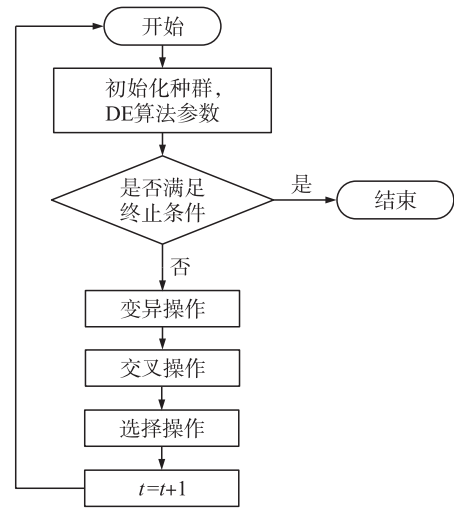 开始
初始化种群,
DE算法参数
是否满足
终止条件
是
结束
否
变异操作
交叉操作
选择操作
t=t+1